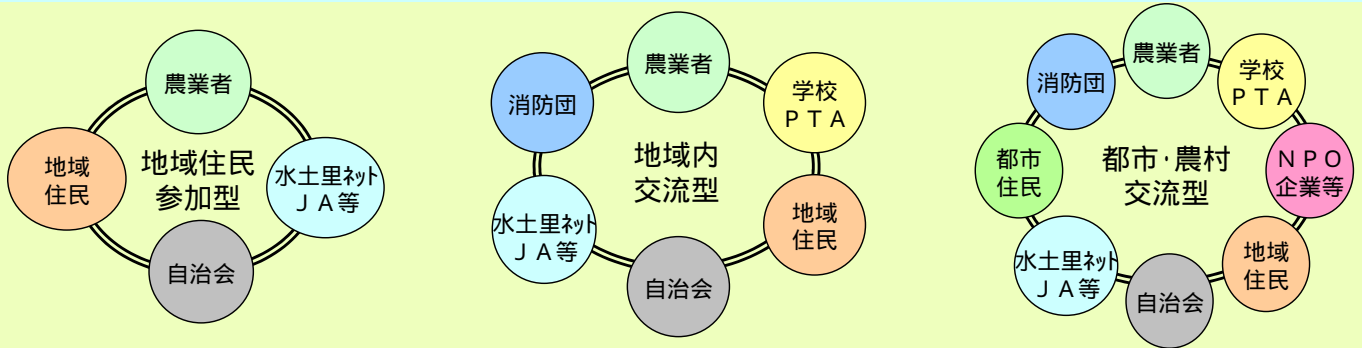 農業者
地域
住民
地域住民
参加型
水土里ネット
ＪＡ等
自治会
農業者
消防団
学校
ＰＴＡ
地域内
交流型
水土里ネット
ＪＡ等
地域
住民
自治会
農業者
消防団
学校
ＰＴＡ
都市
住民
都市・農村
交流型
ＮＰＯ
企業等
水土里ネット
ＪＡ等
地域
住民
自治会